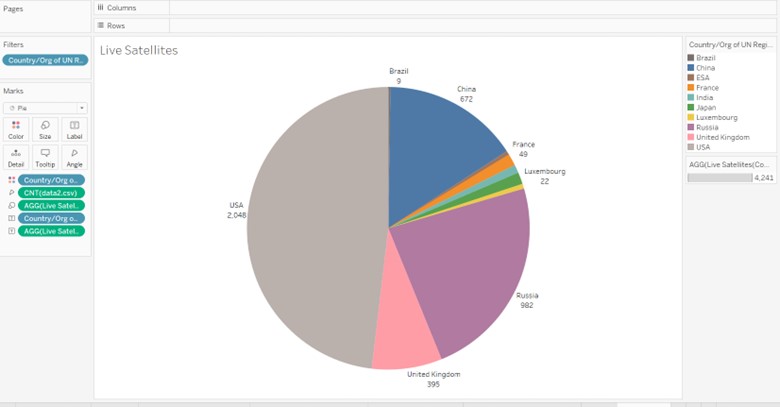 Pages
Columns
Rows
Filters
Country/Org of UN R..
Marks
Pie
Color
Size
Label
Detail
Tooltip
Angle
Country/Org o..
CNT(data2.csv)
AGG(Live Satel..
Country/Org o..
AGG(Live Satel..
Live Satellites
Brazil
9
China
672
France
49
Luxembourg
22
Russia
982
United Kingdom
395
USA
2,048
Country/Org of UN Regi...
Brazil
China
ESA
France
India
Japan
Luxembourg
Russia
United Kingdom
USA
AGG(Live Satellites(Co...
4,241